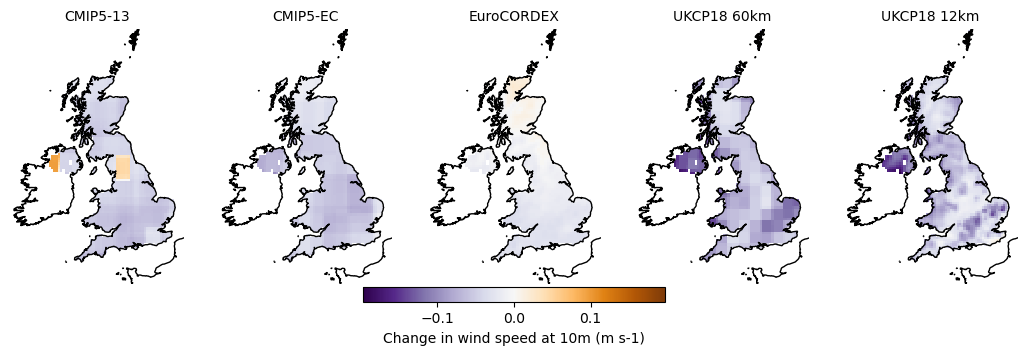 CMIP5-13 CMIP5-EC EuroCORDEX UKCP18 60km UKCP18 12km
−0.1 0.0 0.1
Change in wind speed at 10m (m s-1)